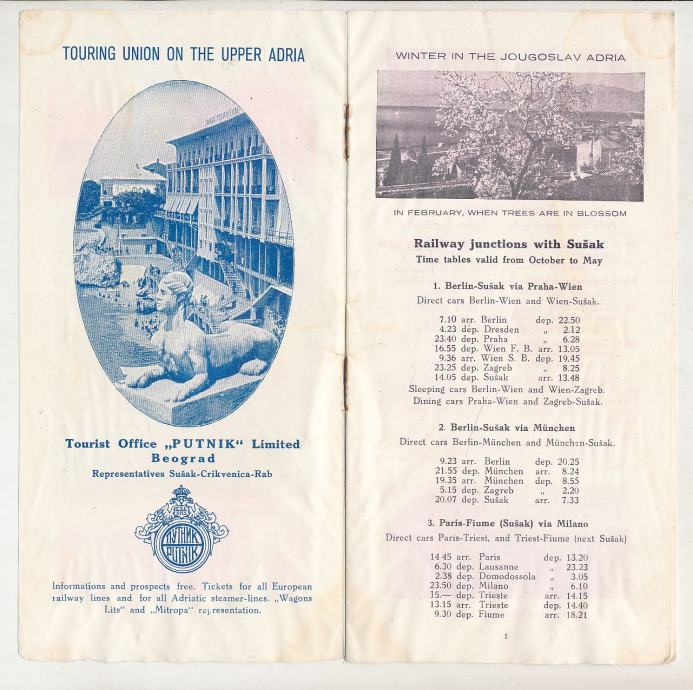 TOURING UNION ON THE UPPER ADRIA
Tourist Office „PUTNIK“ Limited
Beograd
Representatives Sušak-Crikvenica-Rab
ПУТНИК
PUTNIK
Informations and prospects free. Tickets for all European
railway lines and for all Adriatic steamer-lines. „Wagons
Lits“ and „Mitropa“ representation.
WINTER IN THE JOUGOSLAV ADRIA
IN FEBRUARY, WHEN TREES ARE IN BLOSSOM
Railway junctions with Sušak
Time tables valid from October to May
1. Berlin-Sušak via Praha-Wien
Direct cars Berlin-Wien and Wien-Sušak.
7.10 arr. Berlin dep. 22.50
4.23 dep. Dresden „ 2.12
23.40 dep. Praha „ 6.28
16.55 dep. Wien F. B. arr. 13.05
9.36 arr. Wien S. B. dep. 19.45
23.25 dep. Zagreb „ 8.25
14.05 dep. Sušak arr. 13.48
Sleeping cars Berlin-Wien and Wien-Zagreb.
Dining cars Praha-Wien and Zagreb-Sušak.
2. Berlin-Sušak via München
Direct cars Berlin-München and München-Sušak.
9.23 arr. Berlin dep. 20.25
21.55 dep. München arr. 8.24
19.35 arr. München dep. 8.55
5.15 dep. Zagreb „ 2.20
20.07 dep. Sušak arr. 7.33
3. Paris-Fiume (Sušak) via Milano
Direct cars Paris-Triest, and Triest-Fiume (next Sušak)
14 45 arr. Paris dep. 13.20
6.30 dep. Lausanne „ 23.23
2.38 dep. Domodossola „ 3.05
23.50 dep. Milano „ 6.10
15.— dep. Trieste arr. 14.15
13.15 arr. Trieste dep. 14.40
9.30 dep. Fiume arr. 18.21
1